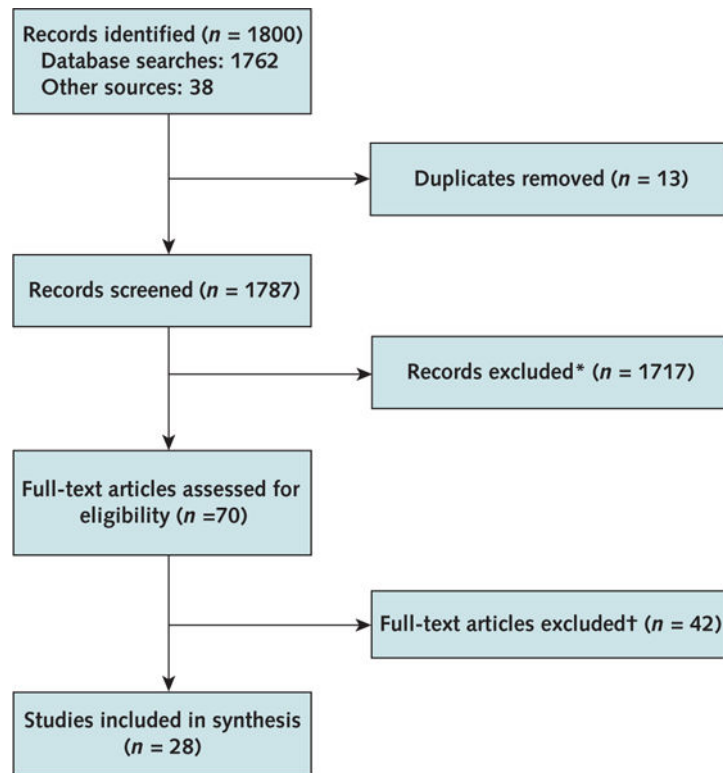 Records identified (n = 1800)
Database searches: 1762
Other sources: 38
Duplicates removed (n = 13)
Records screened (n = 1787)
Records excluded* (n = 1717)
Full-text articles assessed for
eligibility (n =70)
Full-text articles excluded† (n = 42)
Studies included in synthesis
(n = 28)